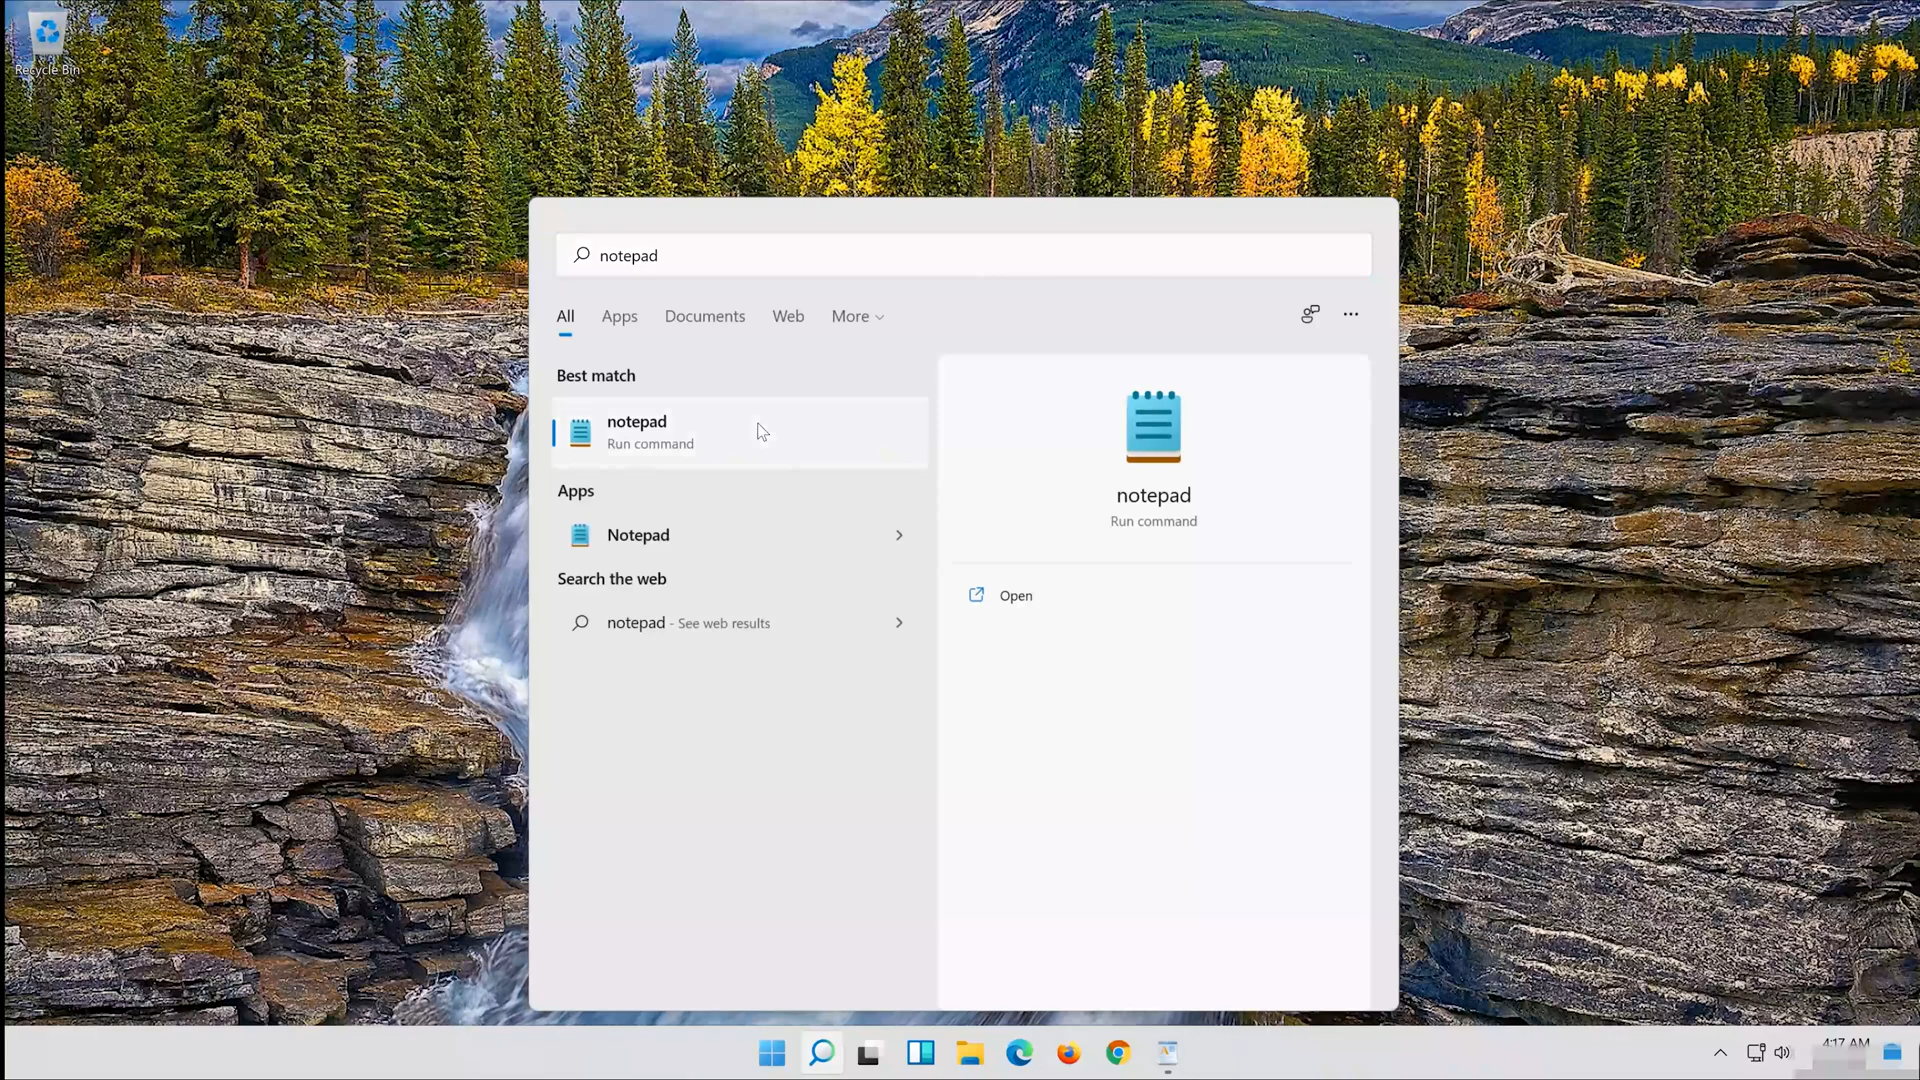 Recycle Bin
notepad
All Apps Documents Web More
Best match
notepad
Run command
Apps
Notepad
Search the web
notepad - See web results
notepad
Run command
Open
4:17 AM